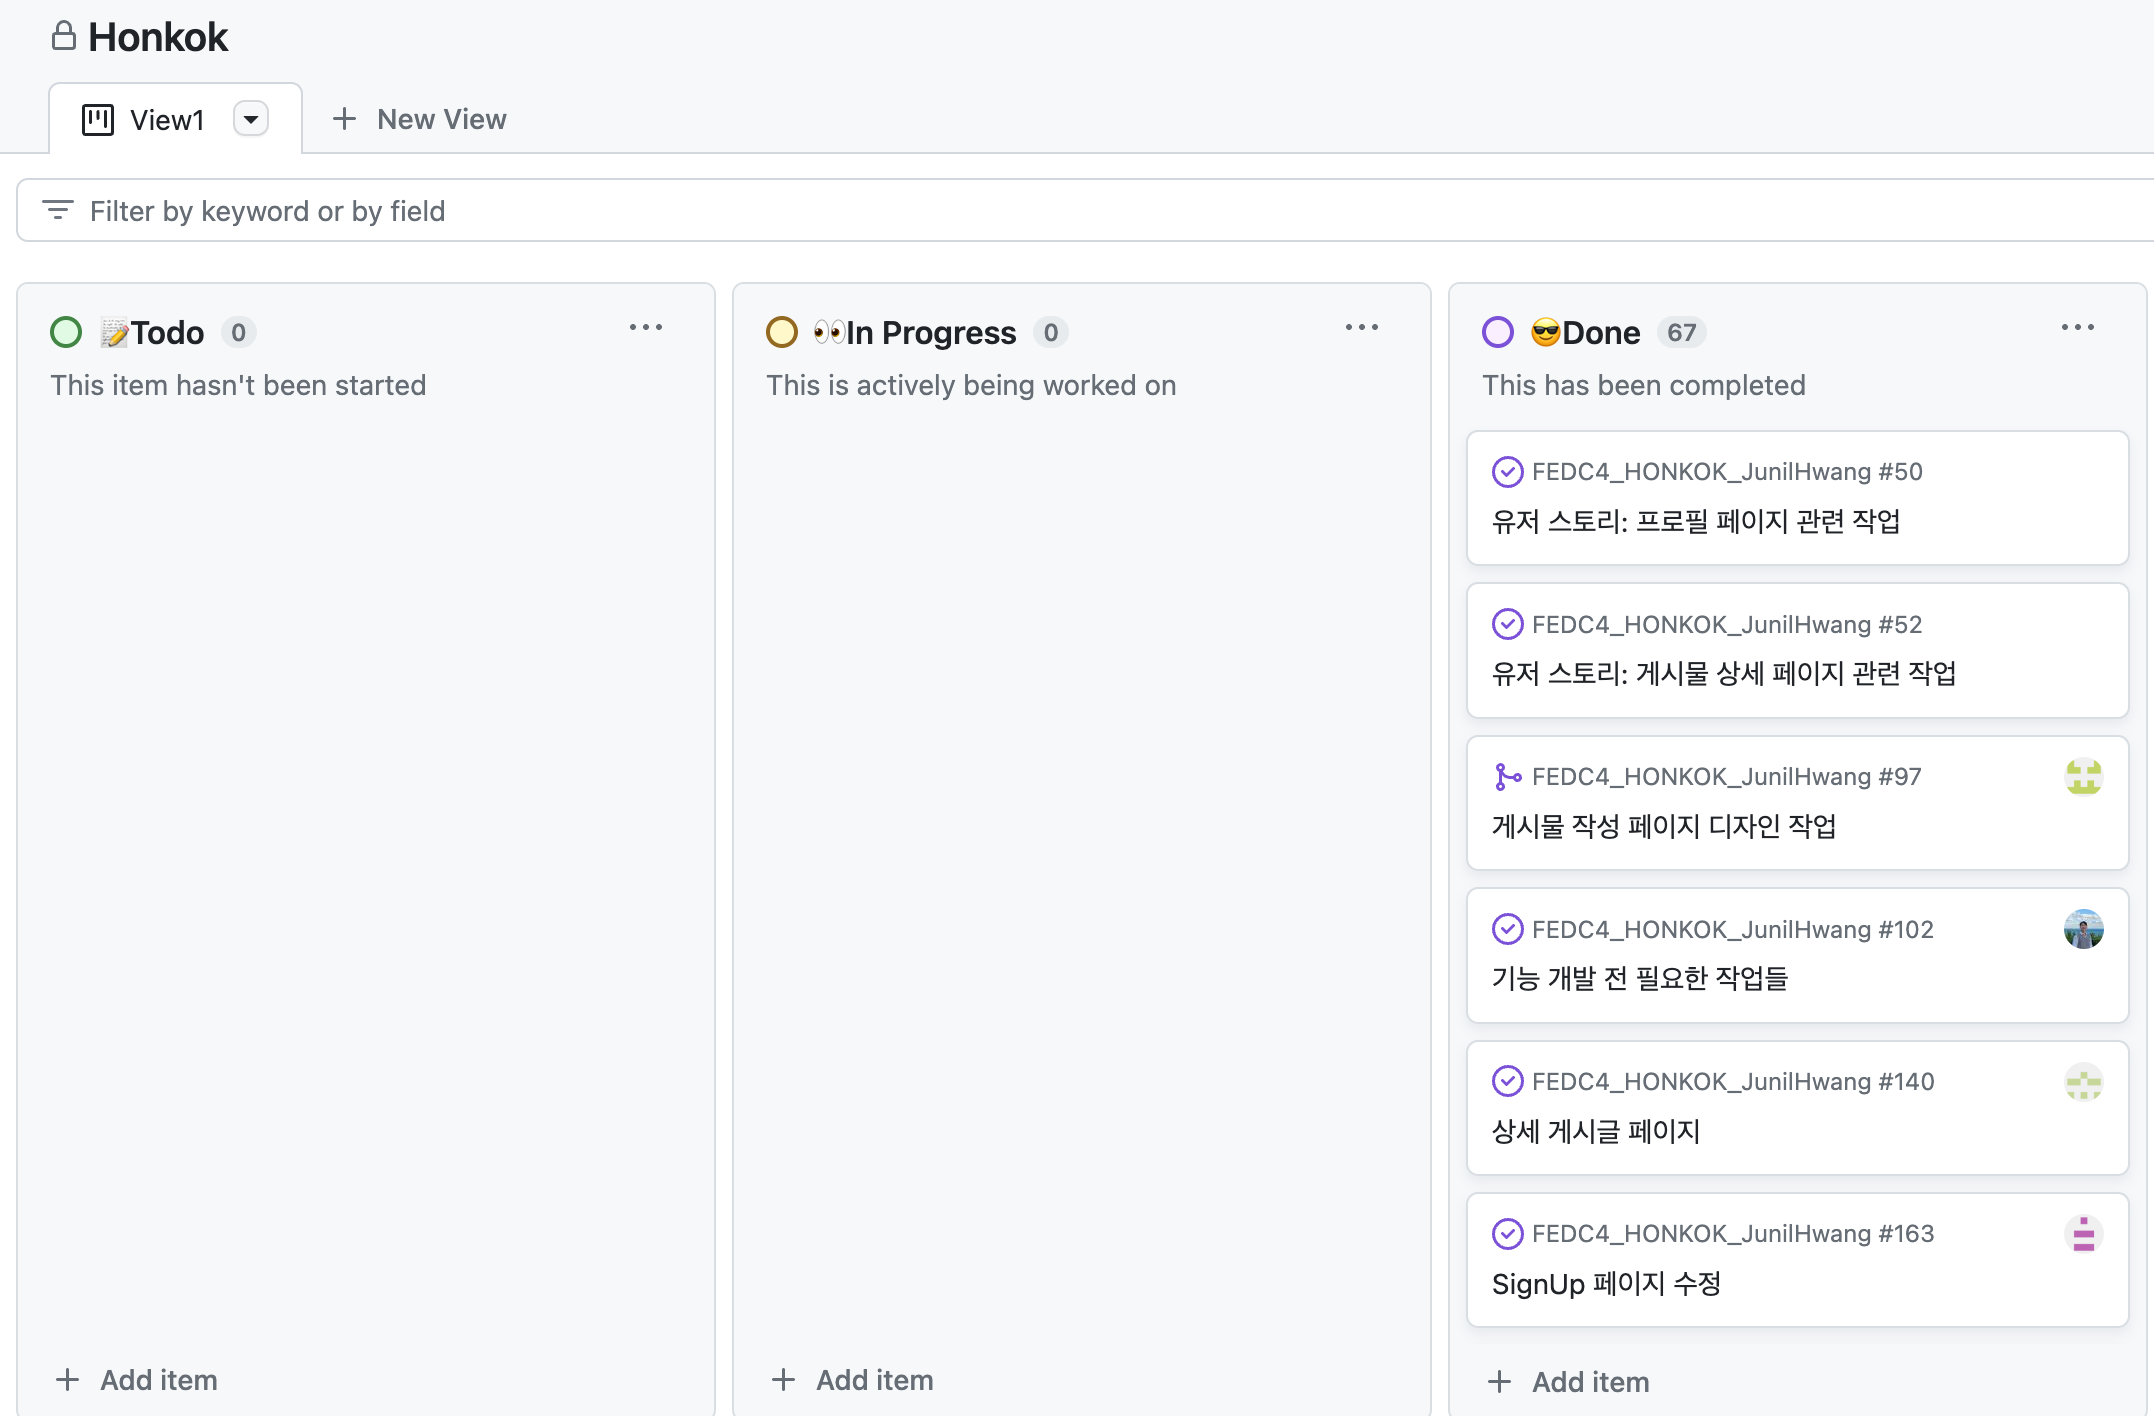 Honkok
View1
New View
Filter by keyword or by field
📝Todo 0
This item hasn't been started
Add item
👀In Progress 0
This is actively being worked on
Add item
😎Done 67
This has been completed
FEDC4_HONKOK_JunilHwang #50
유저 스토리: 프로필 페이지 관련 작업
FEDC4_HONKOK_JunilHwang #52
유저 스토리: 게시물 상세 페이지 관련 작업
FEDC4_HONKOK_JunilHwang #97
게시물 작성 페이지 디자인 작업
FEDC4_HONKOK_JunilHwang #102
기능 개발 전 필요한 작업들
FEDC4_HONKOK_JunilHwang #140
상세 게시글 페이지
FEDC4_HONKOK_JunilHwang #163
SignUp 페이지 수정
Add item